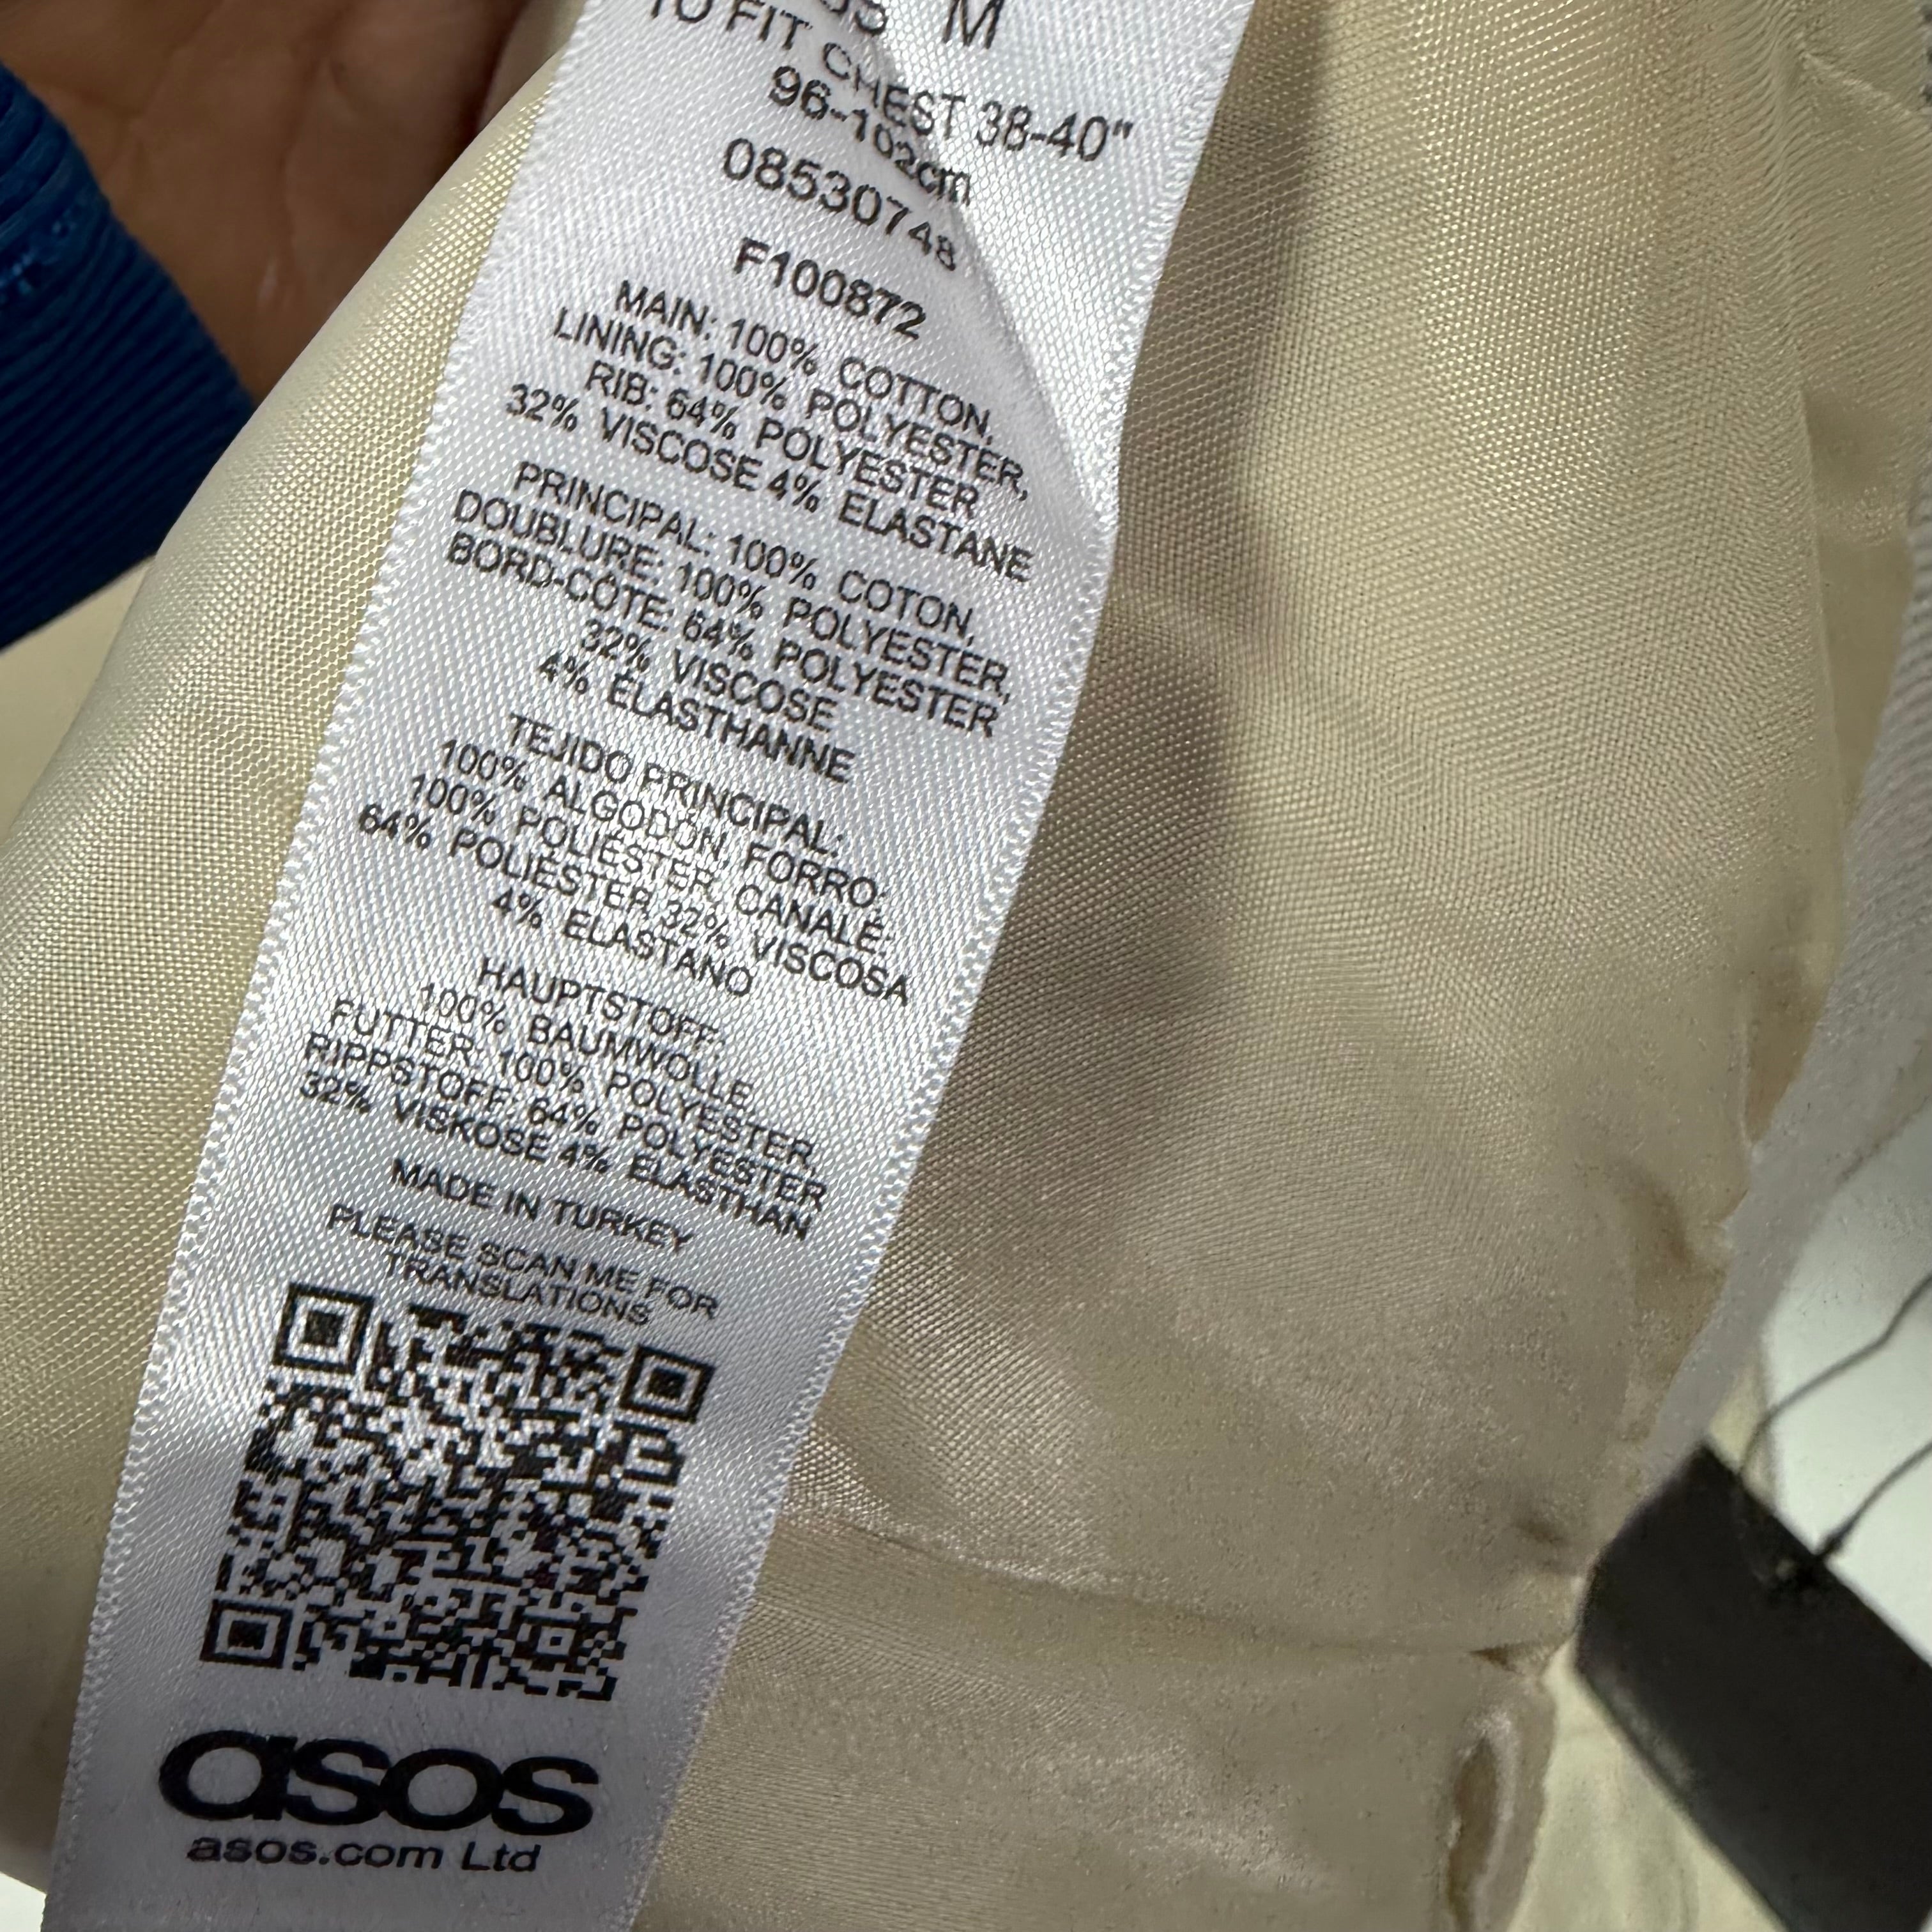 M
TO FIT CHEST 38-40"
96-102cm
08530748
F100872
MAIN: 100% COTTON,
LINING: 100% POLYESTER,
RIB: 64% POLYESTER
32% VISCOSE 4% ELASTANE
PRINCIPAL: 100% COTON,
DOUBLURE: 100% POLYESTER,
BORD-CÔTE: 64% POLYESTER
32% VISCOSE
4% ÉLASTHANNE
TEJIDO PRINCIPAL:
100% ALGODÓN, FORRO:
100% POLIÉSTER, CANALÉ:
64% POLIÉSTER 32% VISCOSA
4% ELASTANO
HAUPTSTOFF:
100% BAUMWOLLE,
FUTTER: 100% POLYESTER,
RIPPSTOFF: 64% POLYESTER
32% VISKOSE 4% ELASTHAN
MADE IN TURKEY
PLEASE SCAN ME FOR
TRANSLATIONS
asos
asos.com Ltd